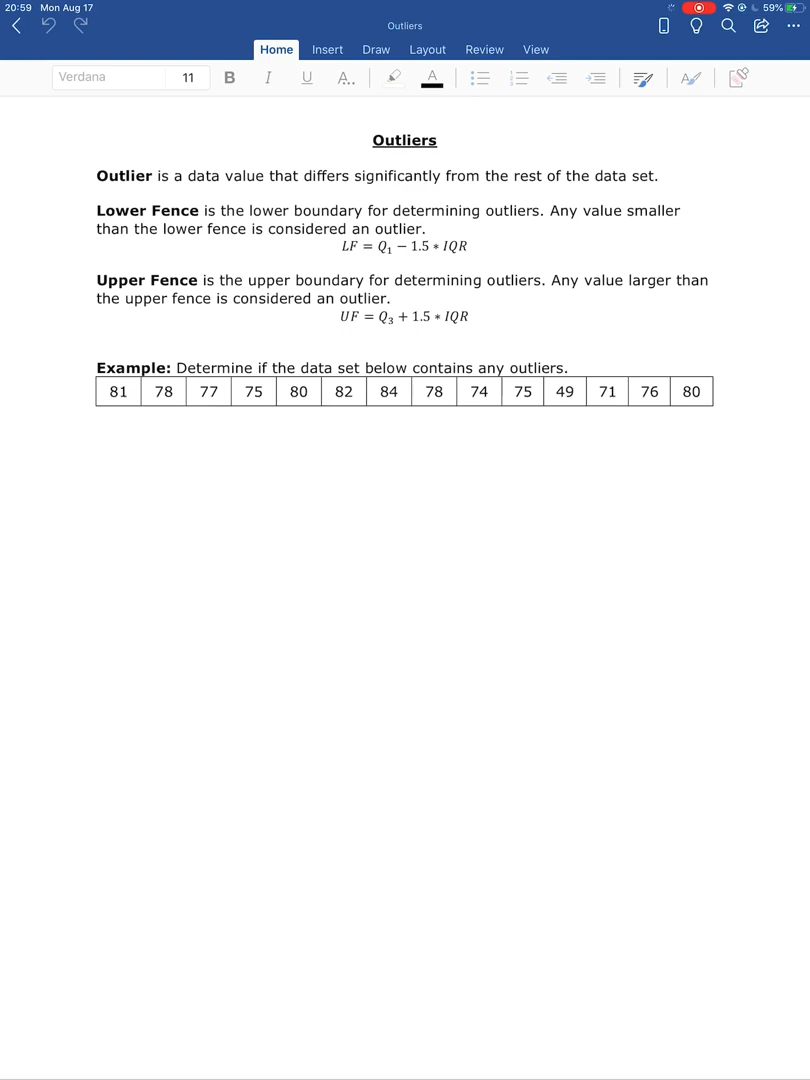 20:59 Mon Aug 17
59%
Outliers
Home Insert Draw Layout Review View
Verdana 11 B I U A.. A
Outliers
Outlier is a data value that differs significantly from the rest of the data set.
Lower Fence is the lower boundary for determining outliers. Any value smaller
than the lower fence is considered an outlier.
LF = Q₁ − 1.5 ∗ IQR
Upper Fence is the upper boundary for determining outliers. Any value larger than
the upper fence is considered an outlier.
UF = Q₃ + 1.5 ∗ IQR
Example: Determine if the data set below contains any outliers.
81 78 77 75 80 82 84 78 74 75 49 71 76 80